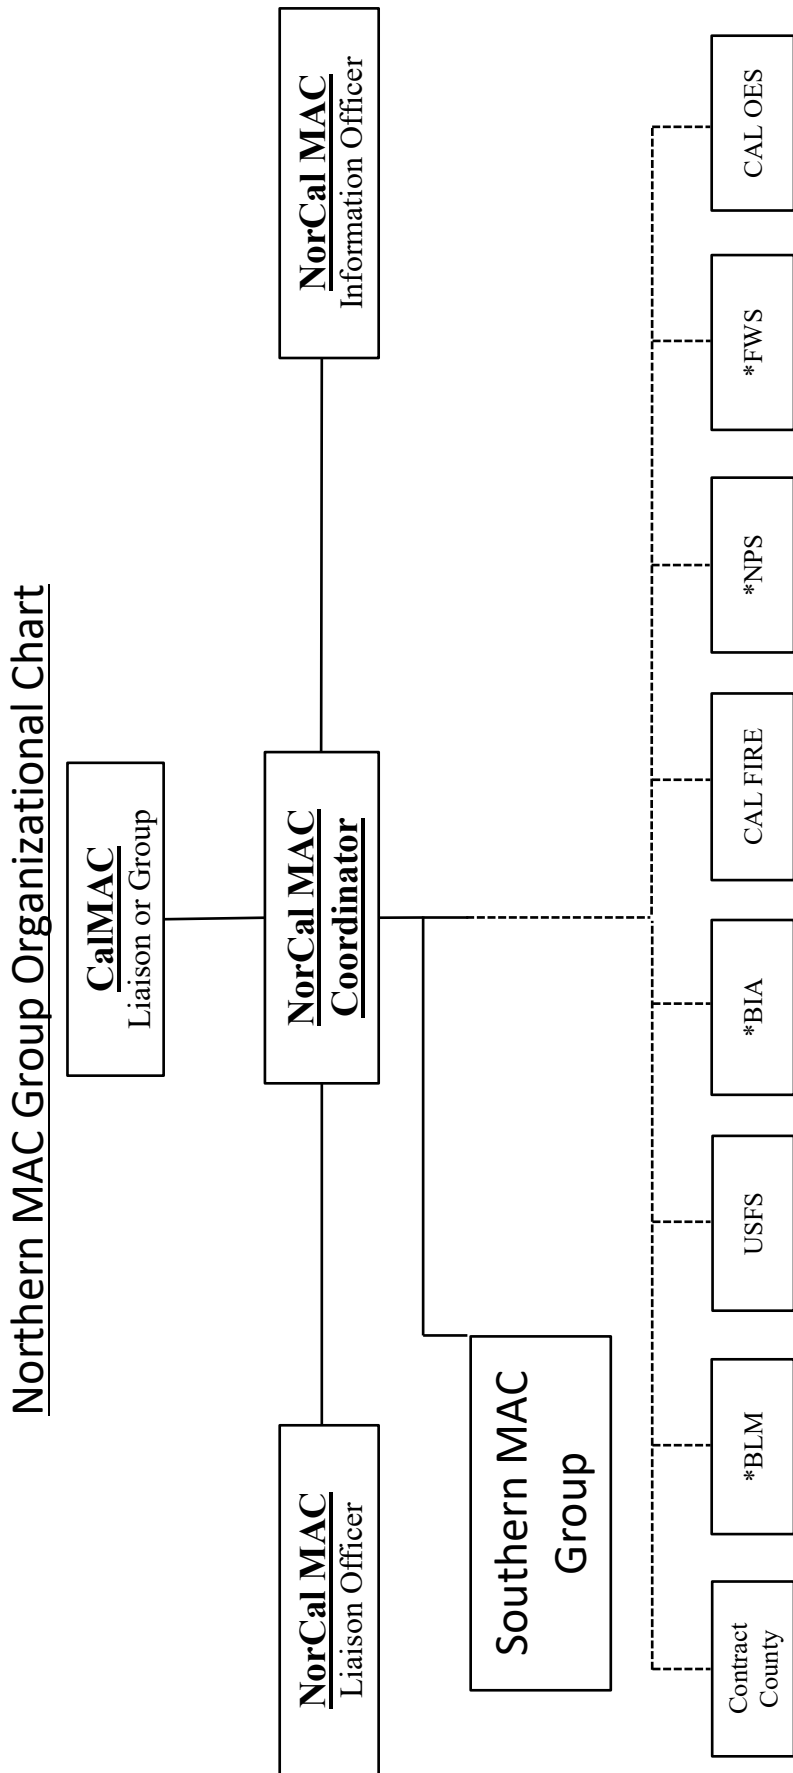 Northern MAC Group Organizational Chart
CalMAC
Liaison or Group
NorCal MAC
Liaison Officer
NorCal MAC
Coordinator
NorCal MAC
Information Officer
Southern MAC
Group
Contract
County
*BLM
USFS
*BIA
CAL FIRE
*NPS
*FWS
CAL OES